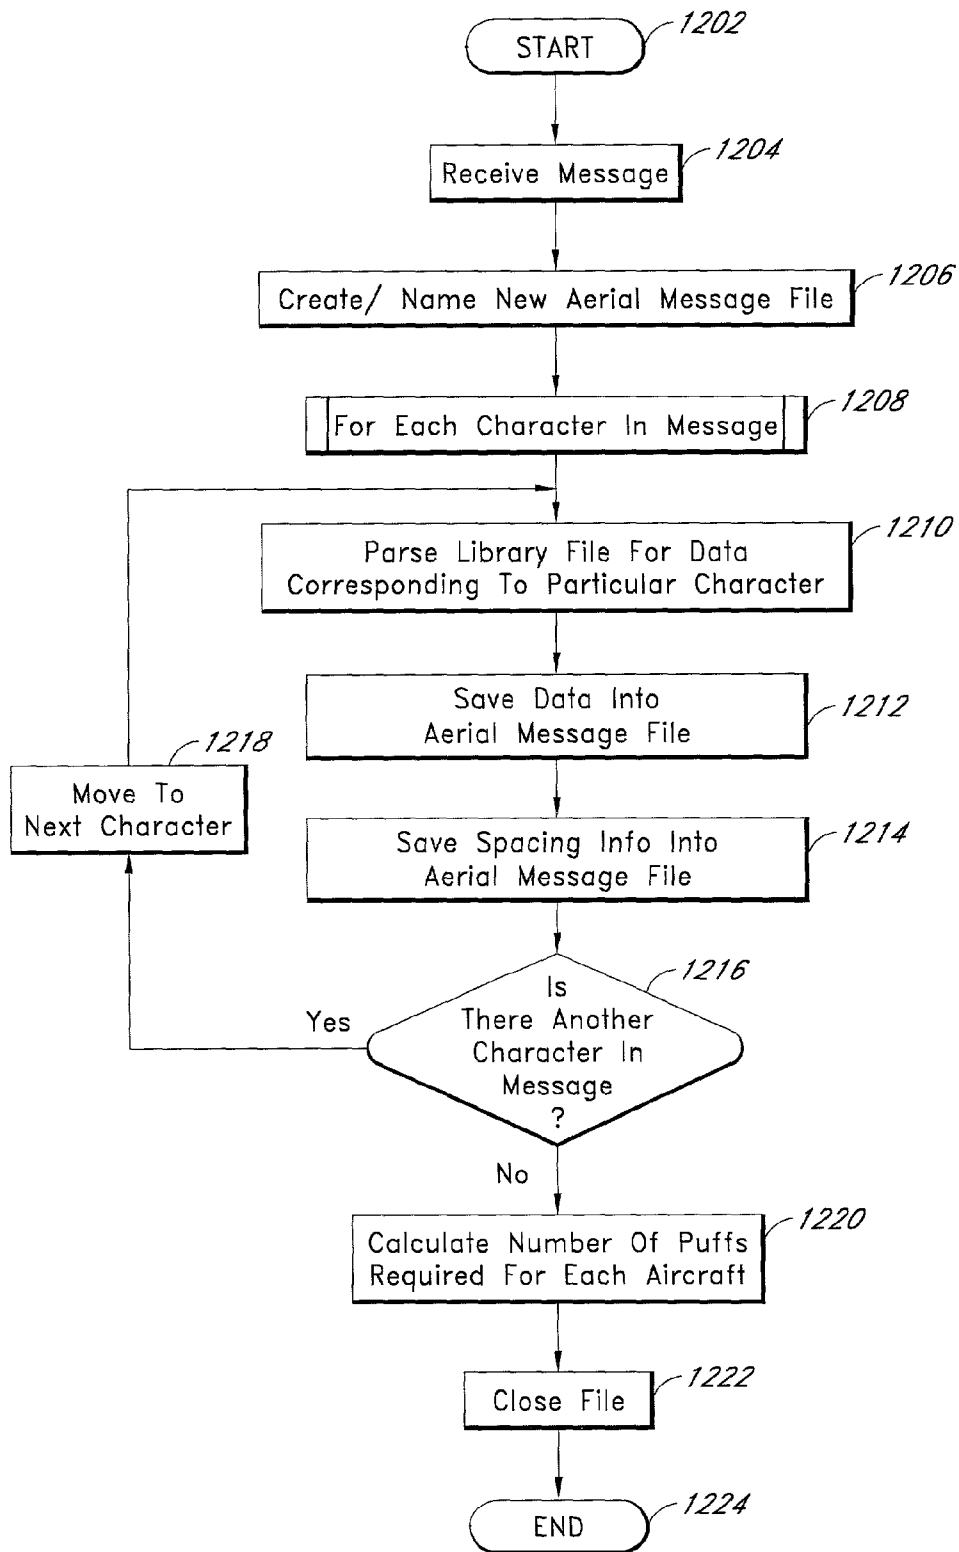 START
1202
Receive Message
1204
Create/ Name New Aerial Message File
1206
For Each Character In Message
1208
Parse Library File For Data
Corresponding To Particular Character
1210
Save Data Into
Aerial Message File
1212
Move To
Next Character
1218
Save Spacing Info Into
Aerial Message File
1214
Is
There Another
Character In
Message
?
1216
Yes
No
Calculate Number Of Puffs
Required For Each Aircraft
1220
Close File
1222
END
1224